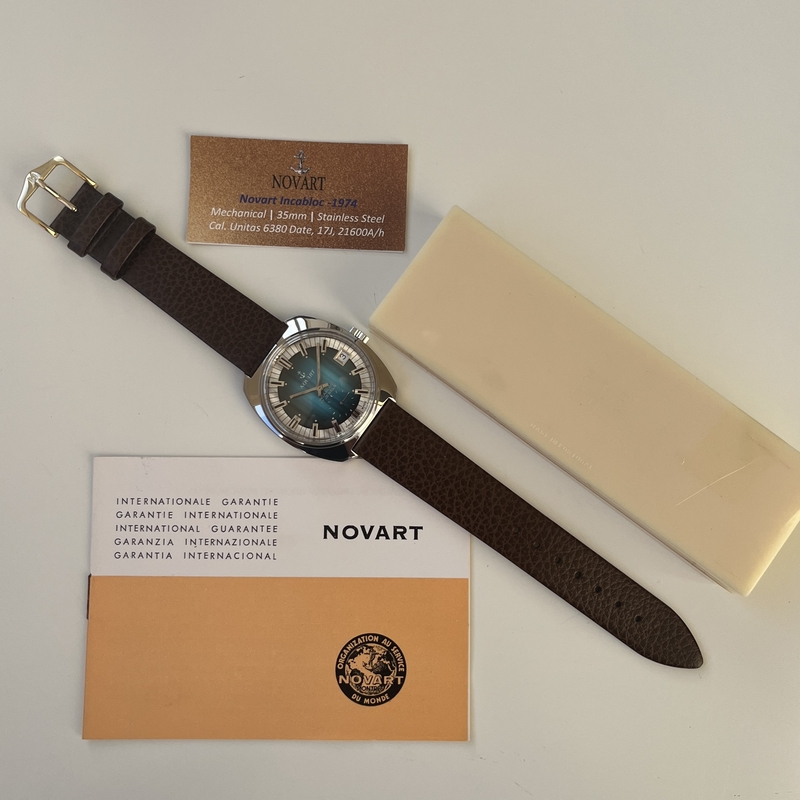 NOVART
Novart Incabloc -1974
Mechanical | 35mm | Stainless Steel
Cal. Unitas 6380 Date, 17J, 21600A/h
NOVART
INTERNATIONALE GARANTIE
GARANTIE INTERNATIONALE
INTERNATIONAL GUARANTEE
GARANZIA INTERNAZIONALE
GARANTIA INTERNACIONAL
NOVART
ORGANIZATION AU SERVICE
NOVART
DU MONDE